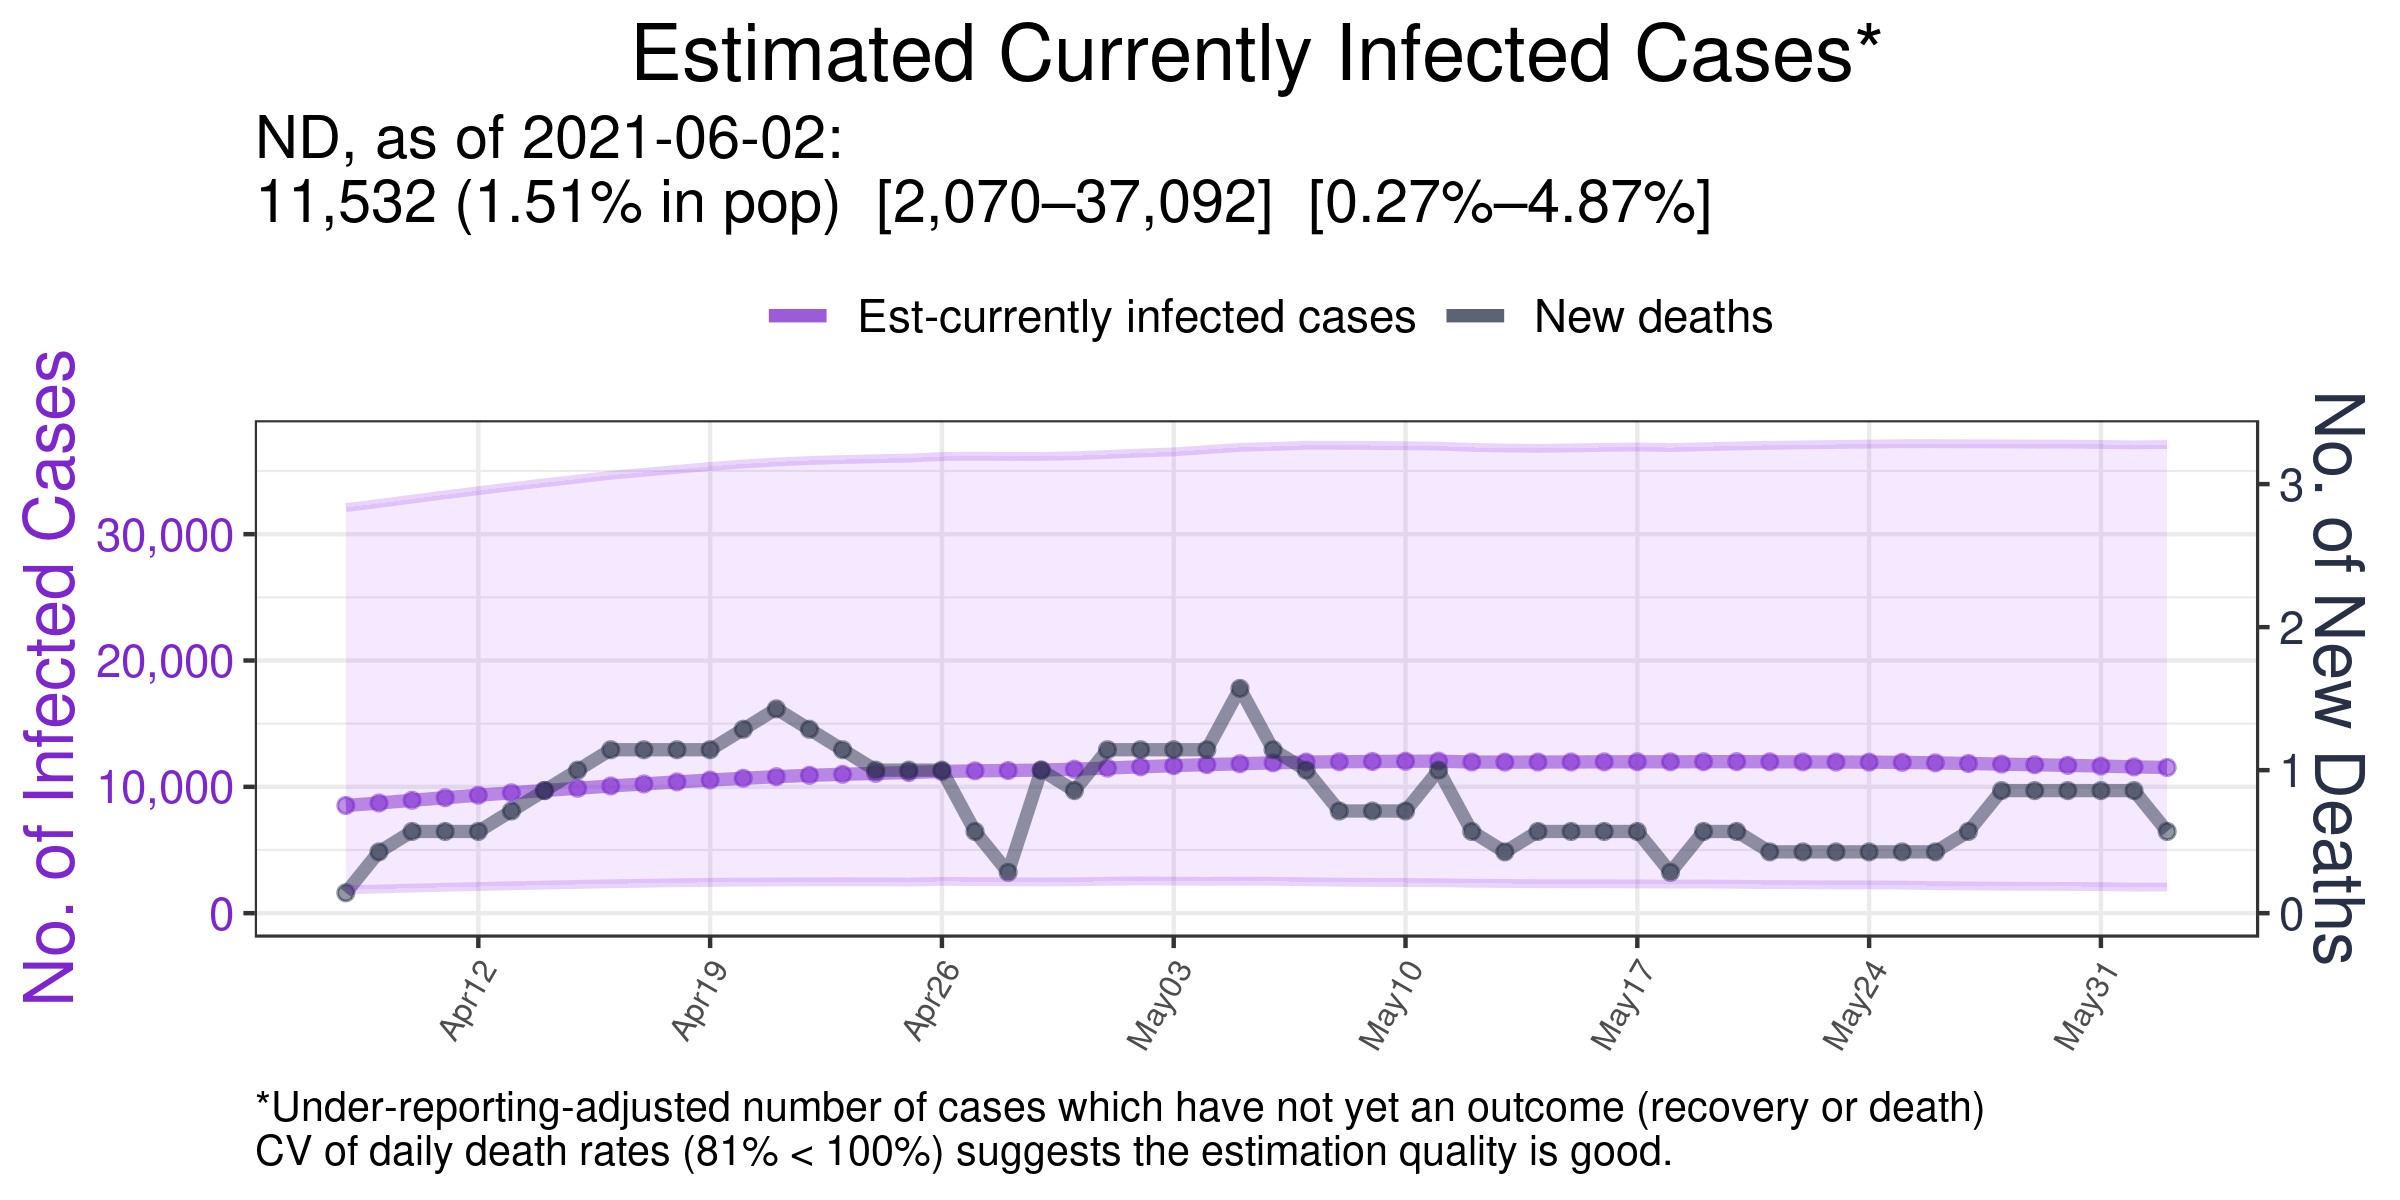 Estimated Currently Infected Cases*
ND, as of 2021-06-02:
11,532 (1.51% in pop)  [2,070–37,092]  [0.27%–4.87%]
Est-currently infected cases
New deaths
No. of Infected Cases
30,000
20,000
10,000
0
3
2
1
0
No. of New Deaths
Apr12
Apr19
Apr26
May03
May10
May17
May24
May31
*Under-reporting-adjusted number of cases which have not yet an outcome (recovery or death)
CV of daily death rates (81% < 100%) suggests the estimation quality is good.